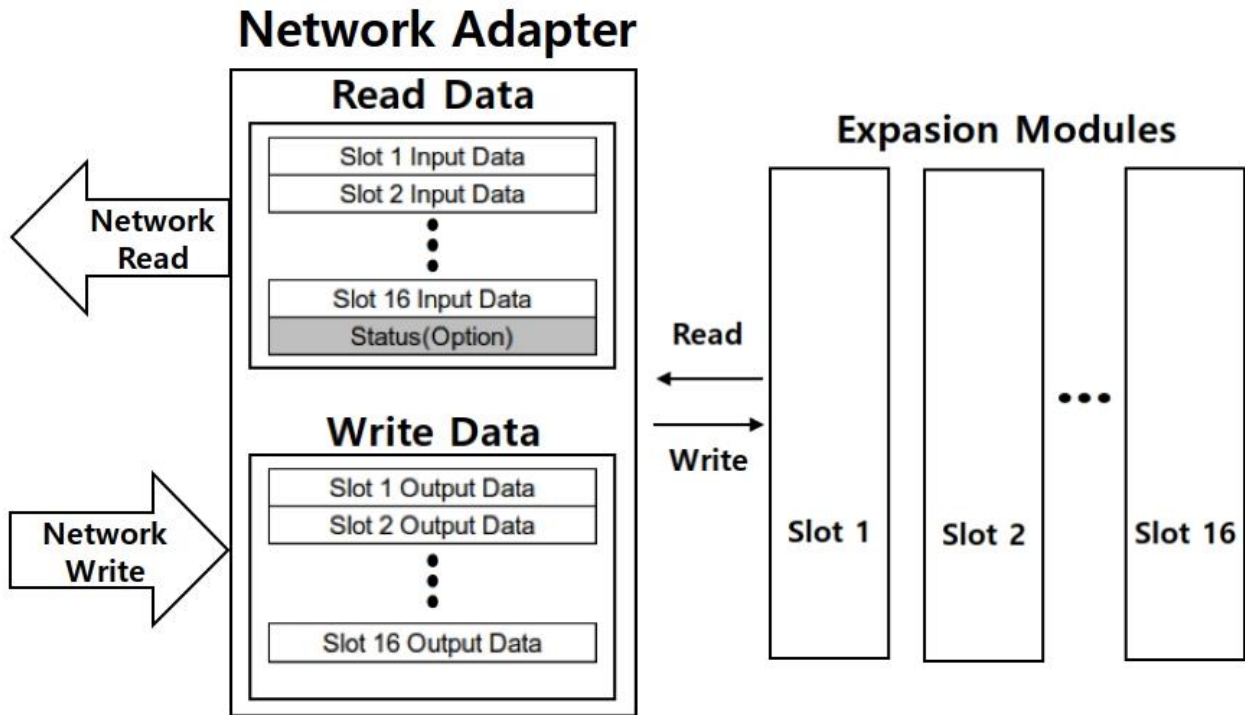 Network Adapter
Read Data
Slot 1 Input Data
Slot 2 Input Data
Slot 16 Input Data
Status(Option)
Network
Read
Write Data
Slot 1 Output Data
Slot 2 Output Data
Slot 16 Output Data
Network
Write
Read
Write
Expasion Modules
Slot 1
Slot 2
Slot 16